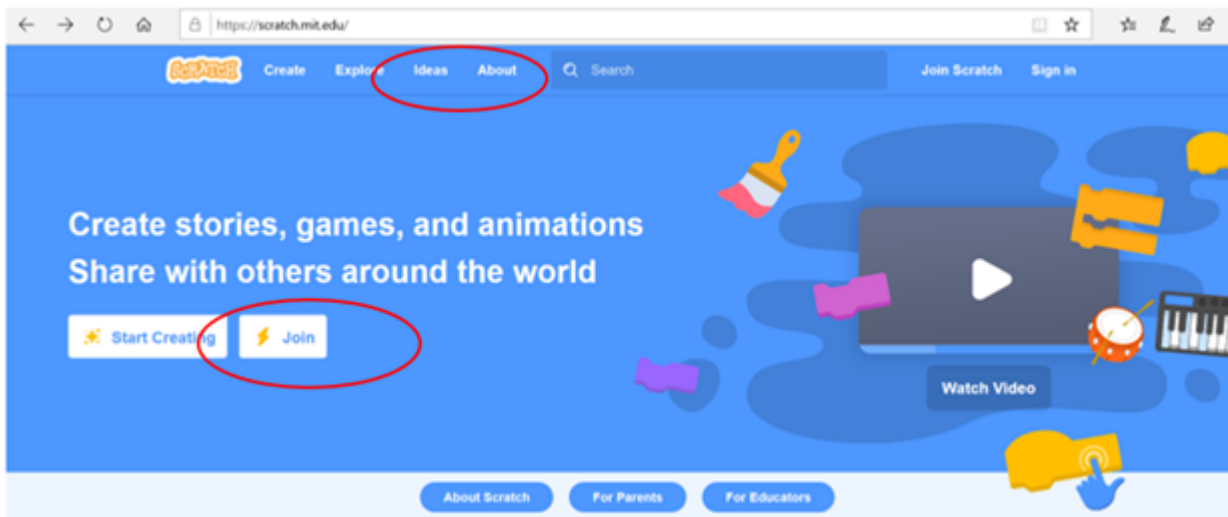 https://scratch.mit.edu/
SCRATCH Create Explore Ideas About Search Join Scratch Sign in
Create stories, games, and animations
Share with others around the world
Start Creating Join
Watch Video
About Scratch For Parents For Educators